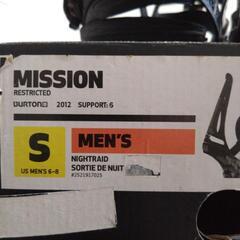 MISSION
RESTRICTED
BURTON 2012 SUPPORT: 6
S
US MEN'S 6-8
MEN'S
NIGHTRAID
SORTIE DE NUIT
#2521917025